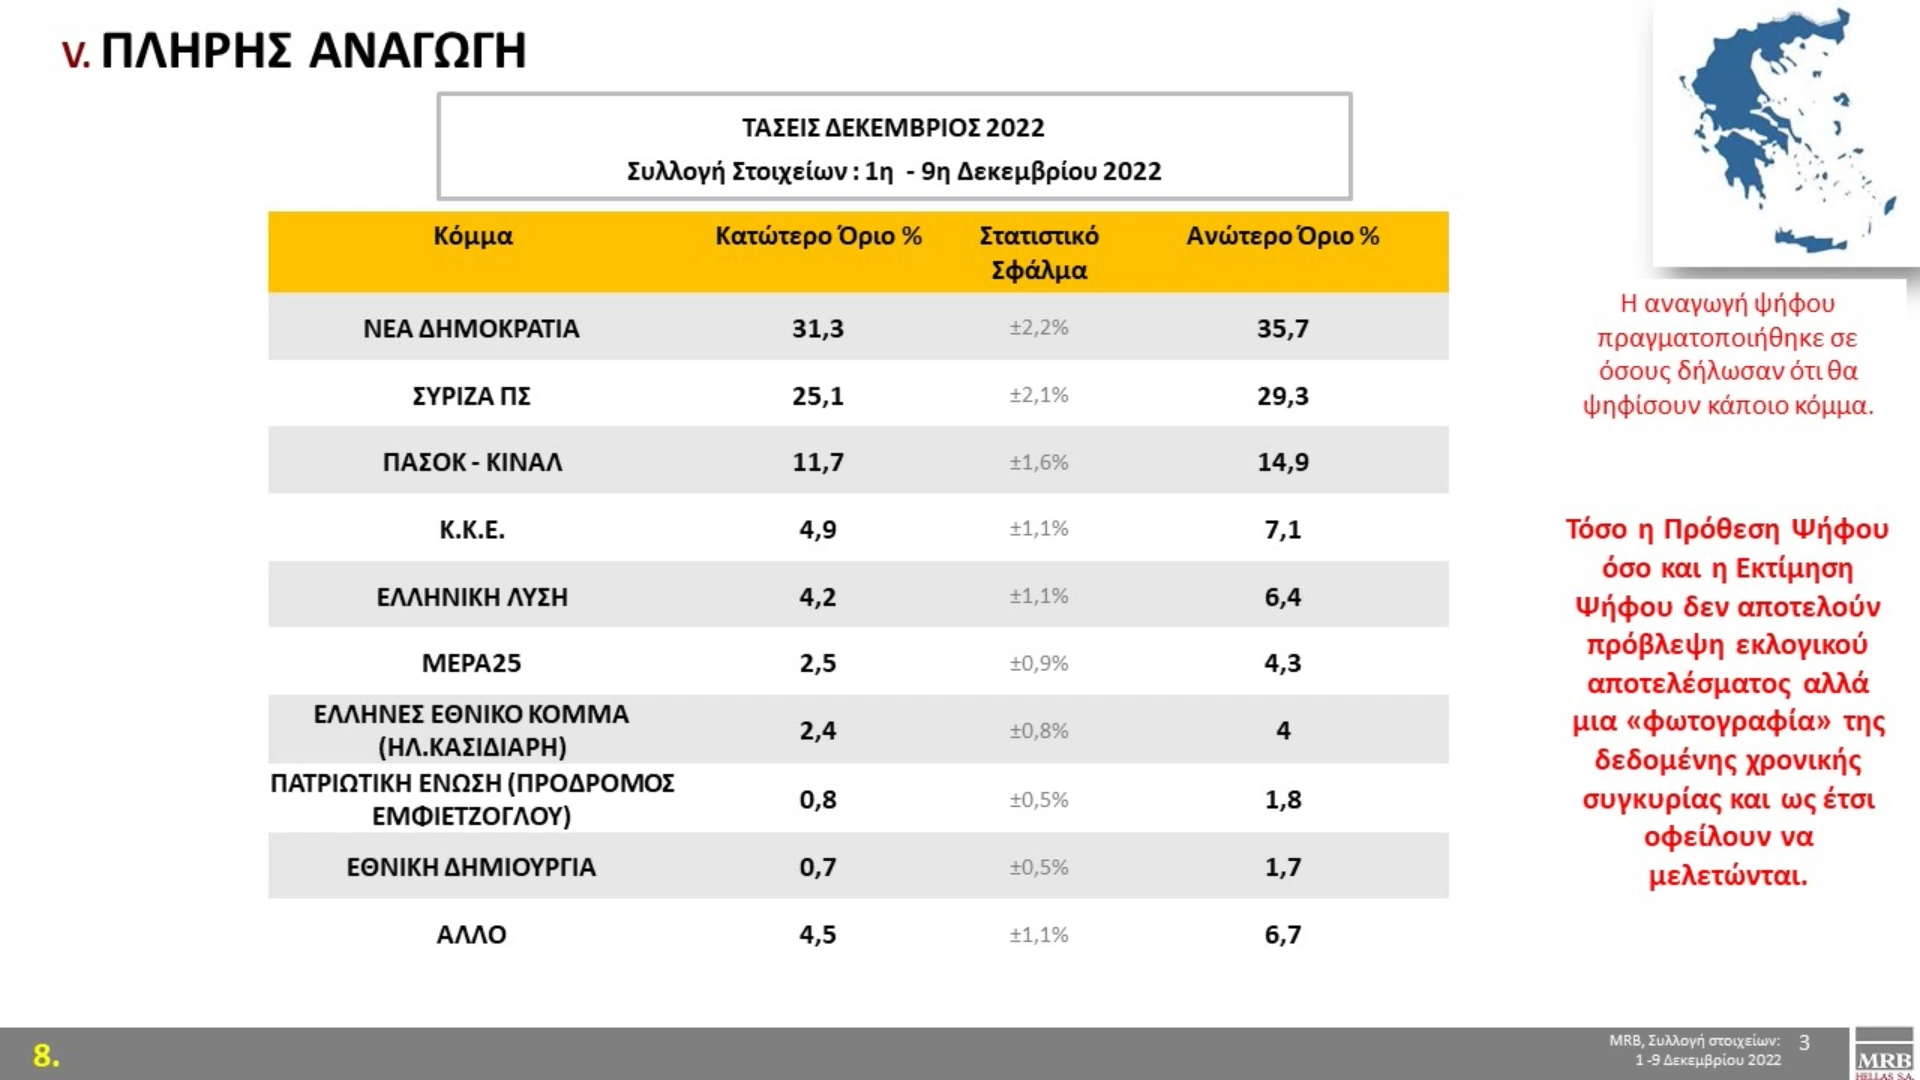 v. ΠΛΗΡΗΣ ΑΝΑΓΩΓΗ
ΤΑΣΕΙΣ ΔΕΚΕΜΒΡΙΟΣ 2022
Συλλογή Στοιχείων : 1η - 9η Δεκεμβρίου 2022
Κόμμα Κατώτερο Όριο % Στατιστικό Σφάλμα Ανώτερο Όριο %
ΝΕΑ ΔΗΜΟΚΡΑΤΙΑ 31,3 ±2,2% 35,7
ΣΥΡΙΖΑ ΠΣ 25,1 ±2,1% 29,3
ΠΑΣΟΚ - ΚΙΝΑΛ 11,7 ±1,6% 14,9
Κ.Κ.Ε. 4,9 ±1,1% 7,1
ΕΛΛΗΝΙΚΗ ΛΥΣΗ 4,2 ±1,1% 6,4
ΜΕΡΑ25 2,5 ±0,9% 4,3
ΕΛΛΗΝΕΣ ΕΘΝΙΚΟ ΚΟΜΜΑ
(ΗΛ.ΚΑΣΙΔΙΑΡΗ) 2,4 ±0,8% 4
ΠΑΤΡΙΩΤΙΚΗ ΕΝΩΣΗ (ΠΡΟΔΡΟΜΟΣ
ΕΜΦΙΕΤΖΟΓΛΟΥ) 0,8 ±0,5% 1,8
ΕΘΝΙΚΗ ΔΗΜΙΟΥΡΓΙΑ 0,7 ±0,5% 1,7
ΑΛΛΟ 4,5 ±1,1% 6,7
Η αναγωγή ψήφου
πραγματοποιήθηκε σε
όσους δήλωσαν ότι θα
ψηφίσουν κάποιο κόμμα.
Τόσο η Πρόθεση Ψήφου
όσο και η Εκτίμηση
Ψήφου δεν αποτελούν
πρόβλεψη εκλογικού
αποτελέσματος αλλά
μια «φωτογραφία» της
δεδομένης χρονικής
συγκυρίας και ως έτσι
οφείλουν να
μελετώνται.
8.
MRB, Συλλογή στοιχείων:
1 -9 Δεκεμβρίου 2022
3
MRB
HELLAS S.A.